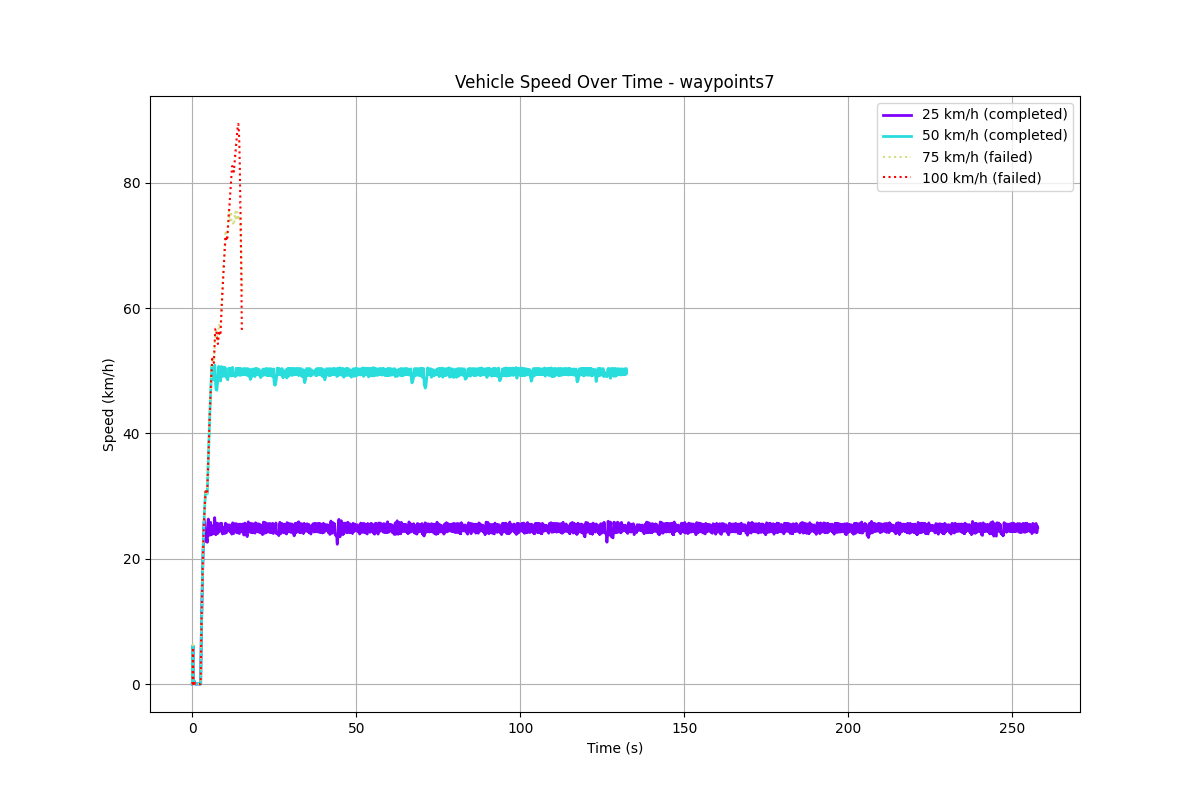 Vehicle Speed Over Time - waypoints7
25 km/h (completed)
50 km/h (completed)
75 km/h (failed)
100 km/h (failed)
Speed (km/h)
80
60
40
20
0
0 50 100 150 200 250
Time (s)